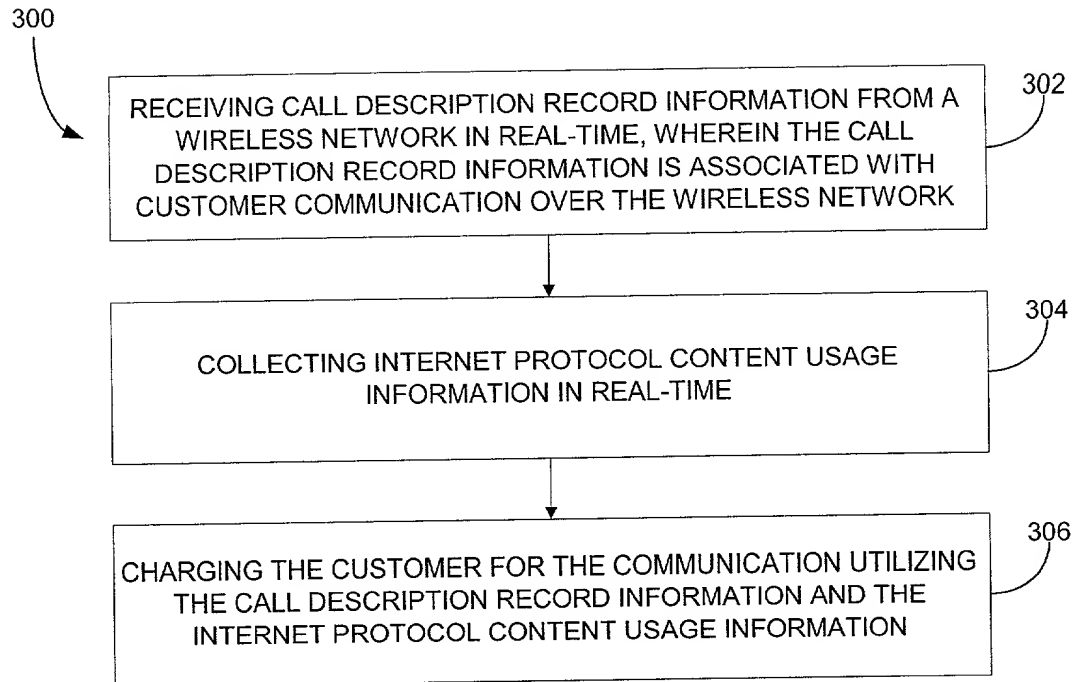 300
RECEIVING CALL DESCRIPTION RECORD INFORMATION FROM A
WIRELESS NETWORK IN REAL-TIME, WHEREIN THE CALL
DESCRIPTION RECORD INFORMATION IS ASSOCIATED WITH
CUSTOMER COMMUNICATION OVER THE WIRELESS NETWORK
302
COLLECTING INTERNET PROTOCOL CONTENT USAGE
INFORMATION IN REAL-TIME
304
CHARGING THE CUSTOMER FOR THE COMMUNICATION UTILIZING
THE CALL DESCRIPTION RECORD INFORMATION AND THE
INTERNET PROTOCOL CONTENT USAGE INFORMATION
306